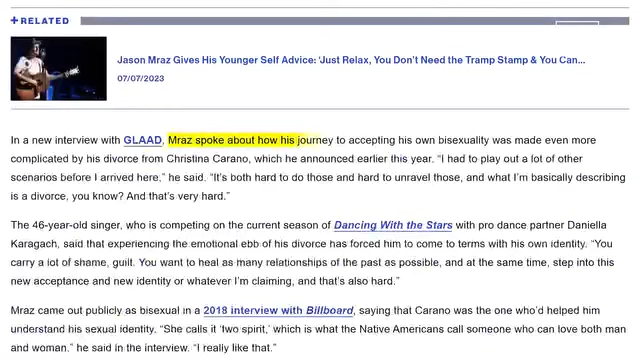 +RELATED
Jason Mraz Gives His Younger Self Advice: ‘Just Relax, You Don’t Need the Tramp Stamp & You Can...
07/07/2023
In a new interview with GLAAD, Mraz spoke about how his journey to accepting his own bisexuality was made even more
complicated by his divorce from Christina Carano, which he announced earlier this year. “I had to play out a lot of other
scenarios before I arrived here,” he said. “It’s both hard to do those and hard to unravel those, and what I’m basically describing
is a divorce, you know? And that’s very hard.”
The 46-year-old singer, who is competing on the current season of Dancing With the Stars with pro dance partner Daniella
Karagach, said that experiencing the emotional ebb of his divorce has forced him to come to terms with his own identity. “You
carry a lot of shame, guilt. You want to heal as many relationships of the past as possible, and at the same time, step into this
new acceptance and new identity or whatever I’m claiming, and that’s also hard.”
Mraz came out publicly as bisexual in a 2018 interview with Billboard, saying that Carano was the one who’d helped him
understand his sexual identity. “She calls it ‘two spirit,’ which is what the Native Americans call someone who can love both man
and woman.” he said in the interview. “I really like that.”